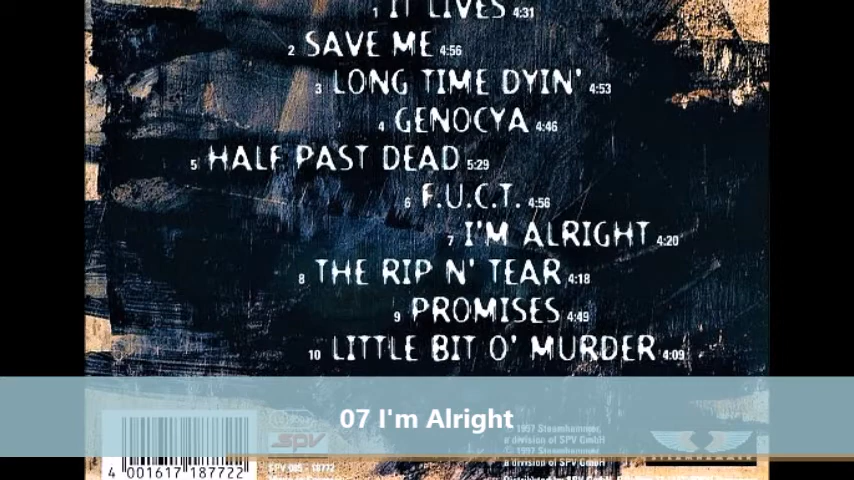 1 IT LIVES 4:31
2 SAVE ME 4:56
3 LONG TIME DYIN' 4:53
4 GENOCYA 4:46
5 HALF PAST DEAD 5:29
6 F.U.C.T. 4:56
7 I'M ALRIGHT 4:20
8 THE RIP N' TEAR 4:18
9 PROMISES 4:49
10 LITTLE BIT O' MURDER 4:09
07 I'm Alright
1997 Steamhammer,
a division of SPV GmbH
1997 Steamhammer,
a division of SPV GmbH
SPV
SPV 085 - 18772
4 001617 187722